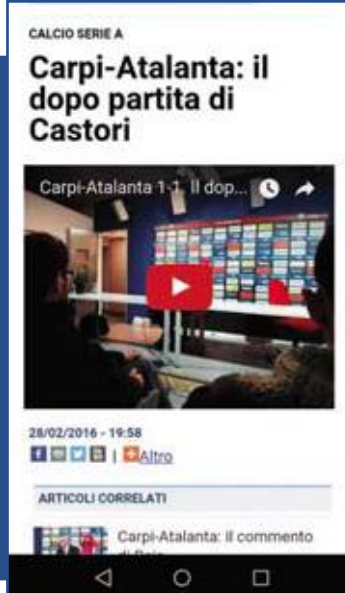 CALCIO SERIE A
Carpi-Atalanta: il
dopo partita di
Castori
Carpi-Atalanta 1-1. Il dop...
28/02/2016 - 19:58
| Altro
ARTICOLI CORRELATI
Carpi-Atalanta: il commento
di